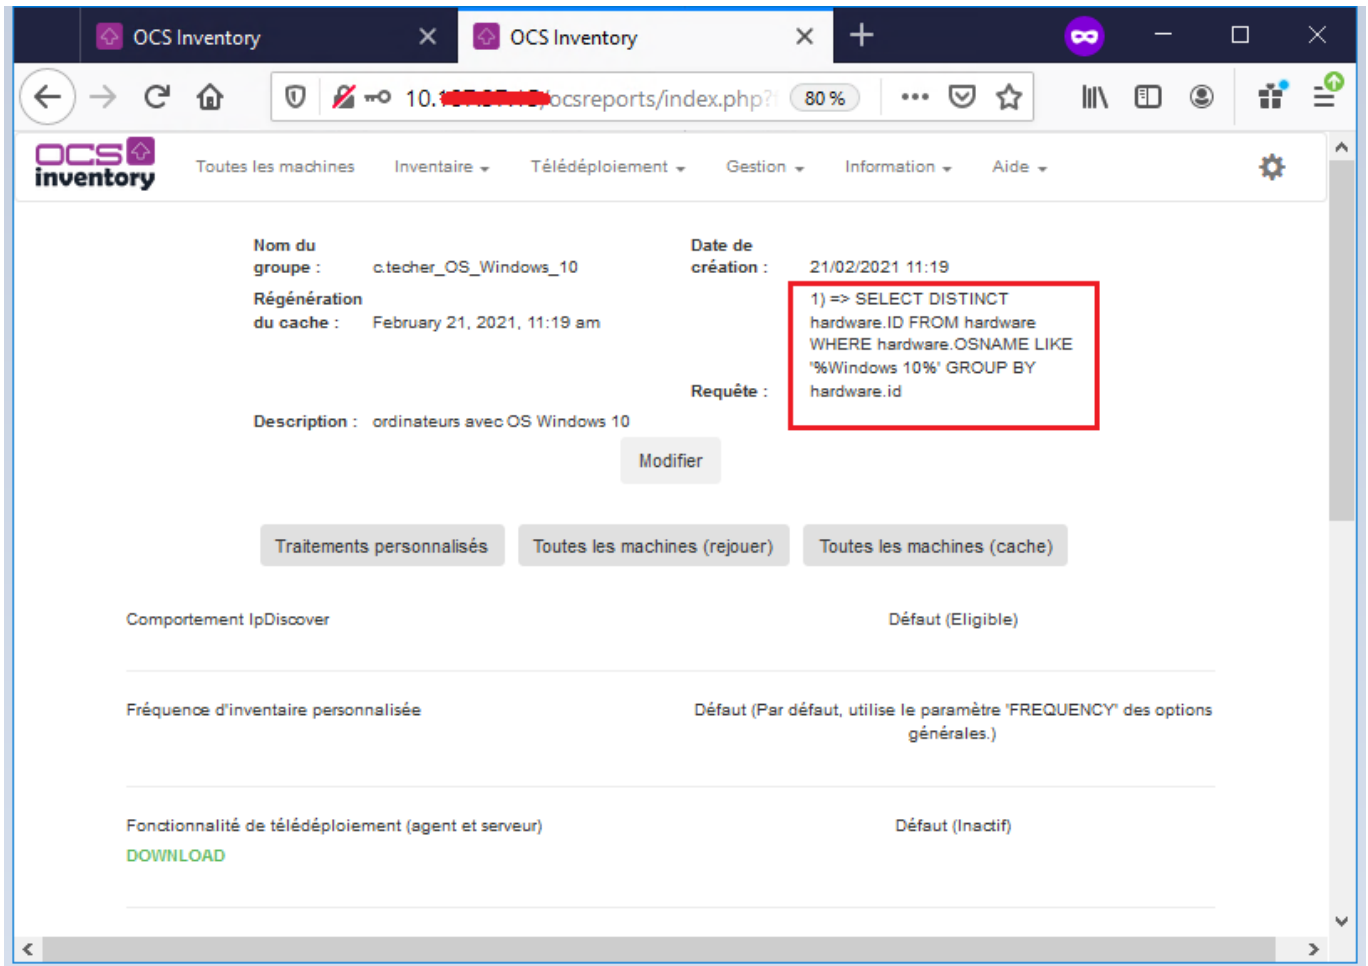 OCS Inventory
OCS Inventory
10. /ocsreports/index.php?
80 %
OCS inventory
Toutes les machines Inventaire Télédéploiement Gestion Information Aide
Nom du groupe : c.techer_OS_Windows_10
Date de création : 21/02/2021 11:19
Régénération du cache : February 21, 2021, 11:19 am
Requête :
1) => SELECT DISTINCT
hardware.ID FROM hardware
WHERE hardware.OSNAME LIKE
'%Windows 10%' GROUP BY
hardware.id
Description : ordinateurs avec OS Windows 10
Modifier
Traitements personnalisés Toutes les machines (rejouer) Toutes les machines (cache)
Comportement IpDiscover Défaut (Eligible)
Fréquence d'inventaire personnalisée Défaut (Par défaut, utilise le paramètre 'FREQUENCY' des options
générales.)
Fonctionnalité de télédéploiement (agent et serveur) Défaut (Inactif)
DOWNLOAD